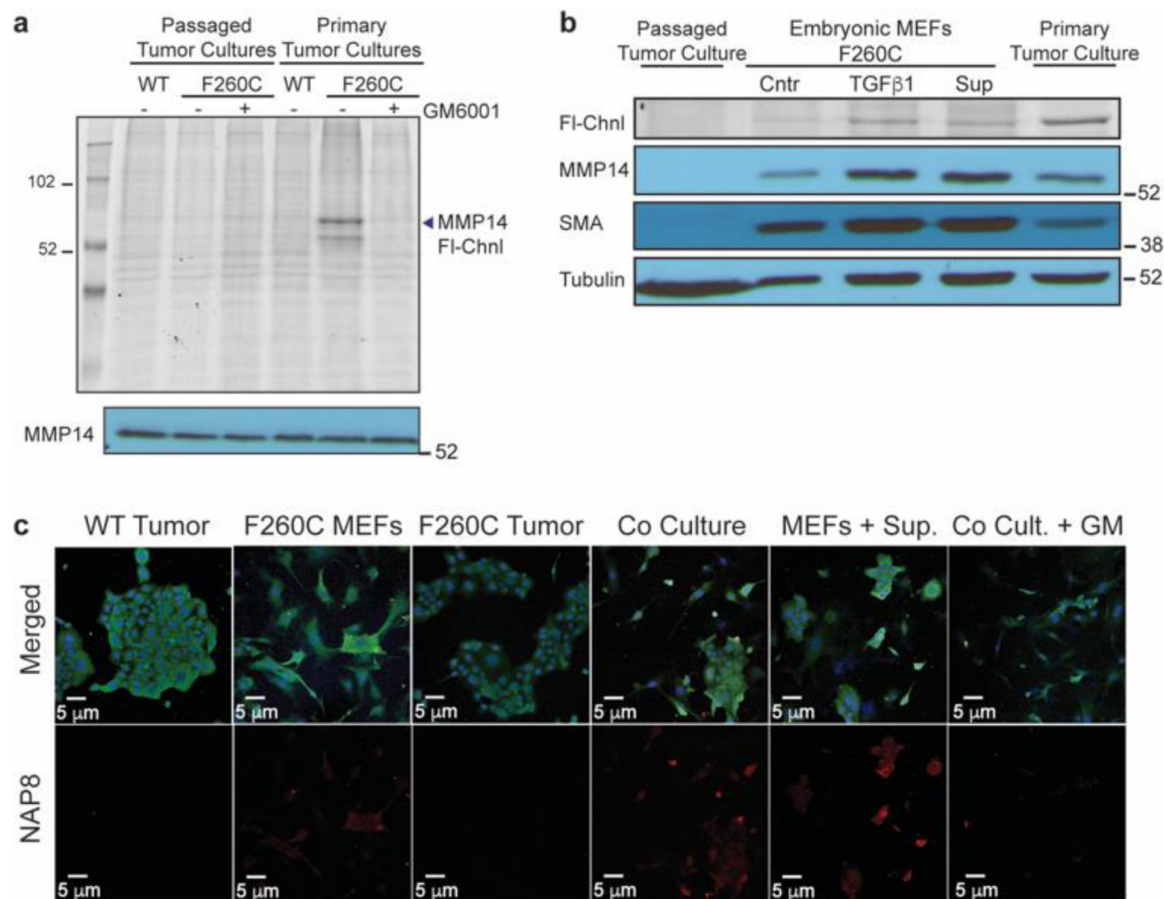 a
Passaged Tumor Cultures
Primary Tumor Cultures
WT F260C WT F260C
- - + - - + GM6001
102
52
MMP14
Fl-Chnl
MMP14
52
b
Passaged Tumor Culture
Embryonic MEFs
F260C
Primary Tumor Culture
Cntr TGFβ1 Sup
Fl-Chnl
MMP14
52
SMA
38
Tubulin
52
c
WT Tumor F260C MEFs F260C Tumor Co Culture MEFs + Sup. Co Cult. + GM
Merged
5 μm 5 μm 5 μm 5 μm 5 μm 5 μm
NAP8
5 μm 5 μm 5 μm 5 μm 5 μm 5 μm